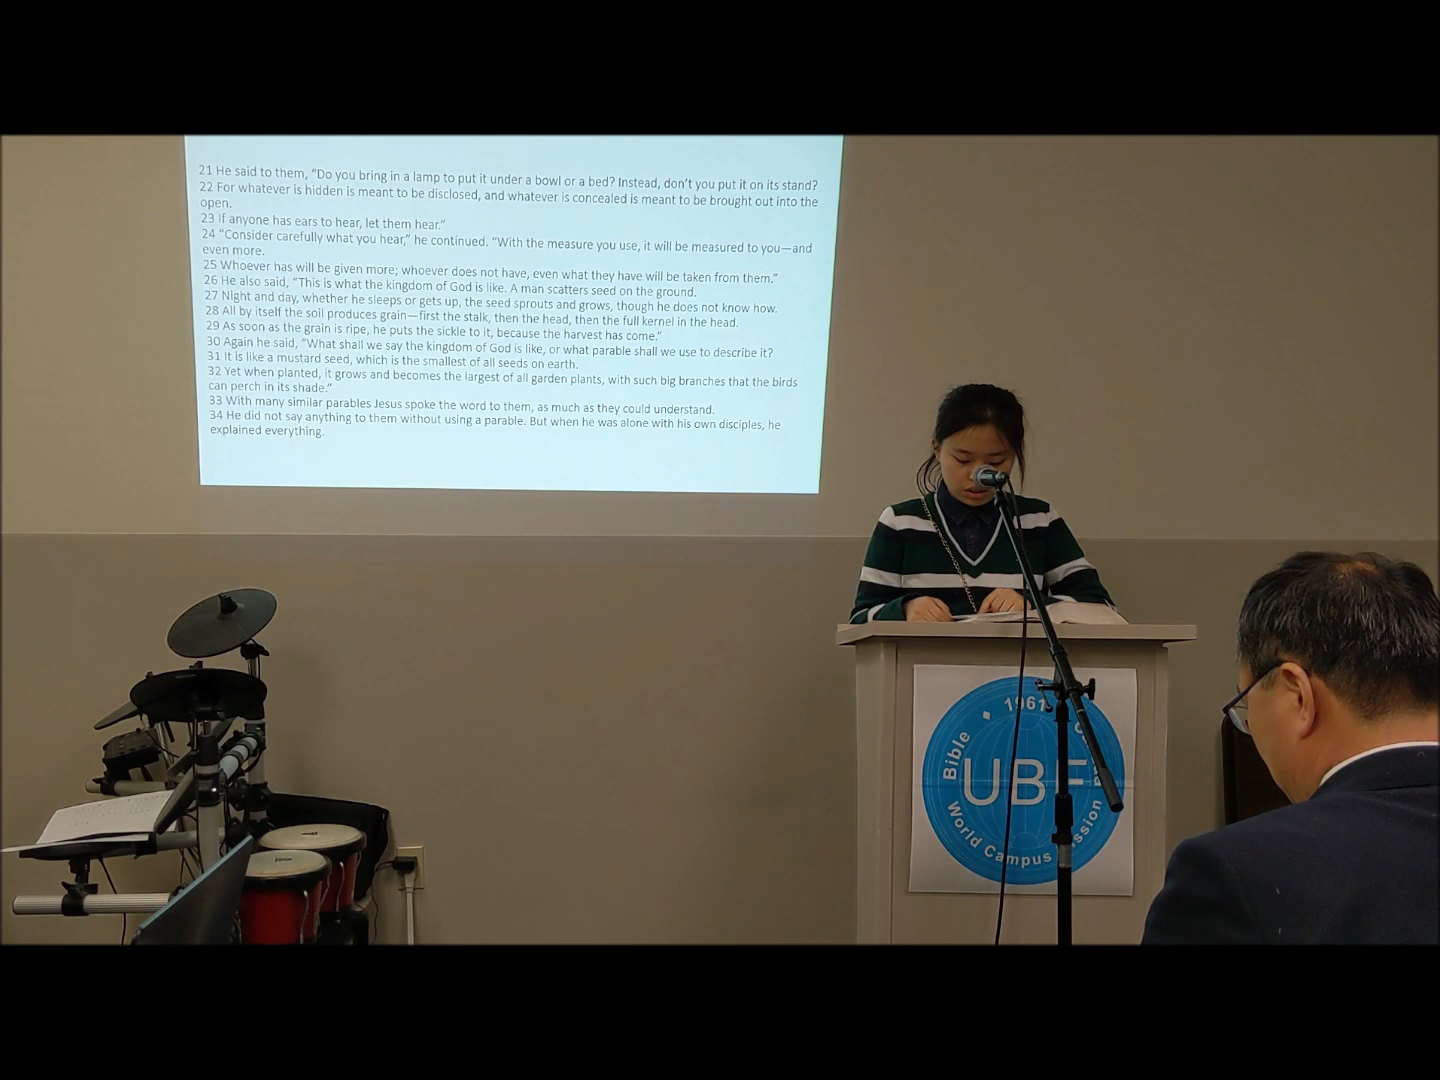 21 He said to them, “Do you bring in a lamp to put it under a bowl or a bed? Instead, don’t you put it on its stand?
22 For whatever is hidden is meant to be disclosed, and whatever is concealed is meant to be brought out into the
open.
23 If anyone has ears to hear, let them hear.”
24 “Consider carefully what you hear,” he continued. “With the measure you use, it will be measured to you—and
even more.
25 Whoever has will be given more; whoever does not have, even what they have will be taken from them.”
26 He also said, “This is what the kingdom of God is like. A man scatters seed on the ground.
27 Night and day, whether he sleeps or gets up, the seed sprouts and grows, though he does not know how.
28 All by itself the soil produces grain—first the stalk, then the head, then the full kernel in the head.
29 As soon as the grain is ripe, he puts the sickle to it, because the harvest has come.”
30 Again he said, “What shall we say the kingdom of God is like, or what parable shall we use to describe it?
31 It is like a mustard seed, which is the smallest of all seeds on earth.
32 Yet when planted, it grows and becomes the largest of all garden plants, with such big branches that the birds
can perch in its shade.”
33 With many similar parables Jesus spoke the word to them, as much as they could understand.
34 He did not say anything to them without using a parable. But when he was alone with his own disciples, he
explained everything.
1961
Bible
UBF
World Campus